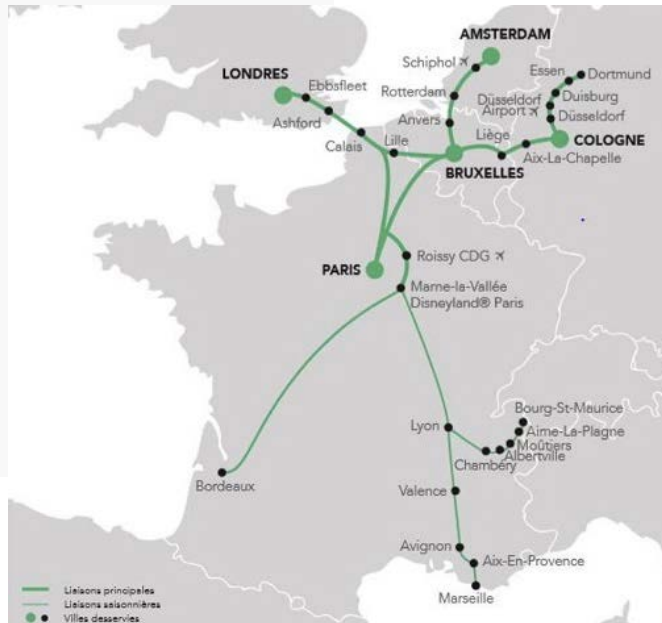 AMSTERDAM
Schiphol
LONDRES
Ebbsfleet
Essen
Dortmund
Rotterdam
Düsseldorf
Airport
Duisburg
Ashford
Anvers
Liège
Düsseldorf
Calais
Lille
COLOGNE
BRUXELLES
Aix-La-Chapelle
Roissy CDG
PARIS
Marne-la-Vallée
Disneyland® Paris
Bourg-St-Maurice
Lyon
Aime-La-Plagne
Moûtiers
Albertville
Chambéry
Bordeaux
Valence
Avignon
Aix-En-Provence
Marseille
Liaisons principales
Liaisons saisonnières
Villes desservies